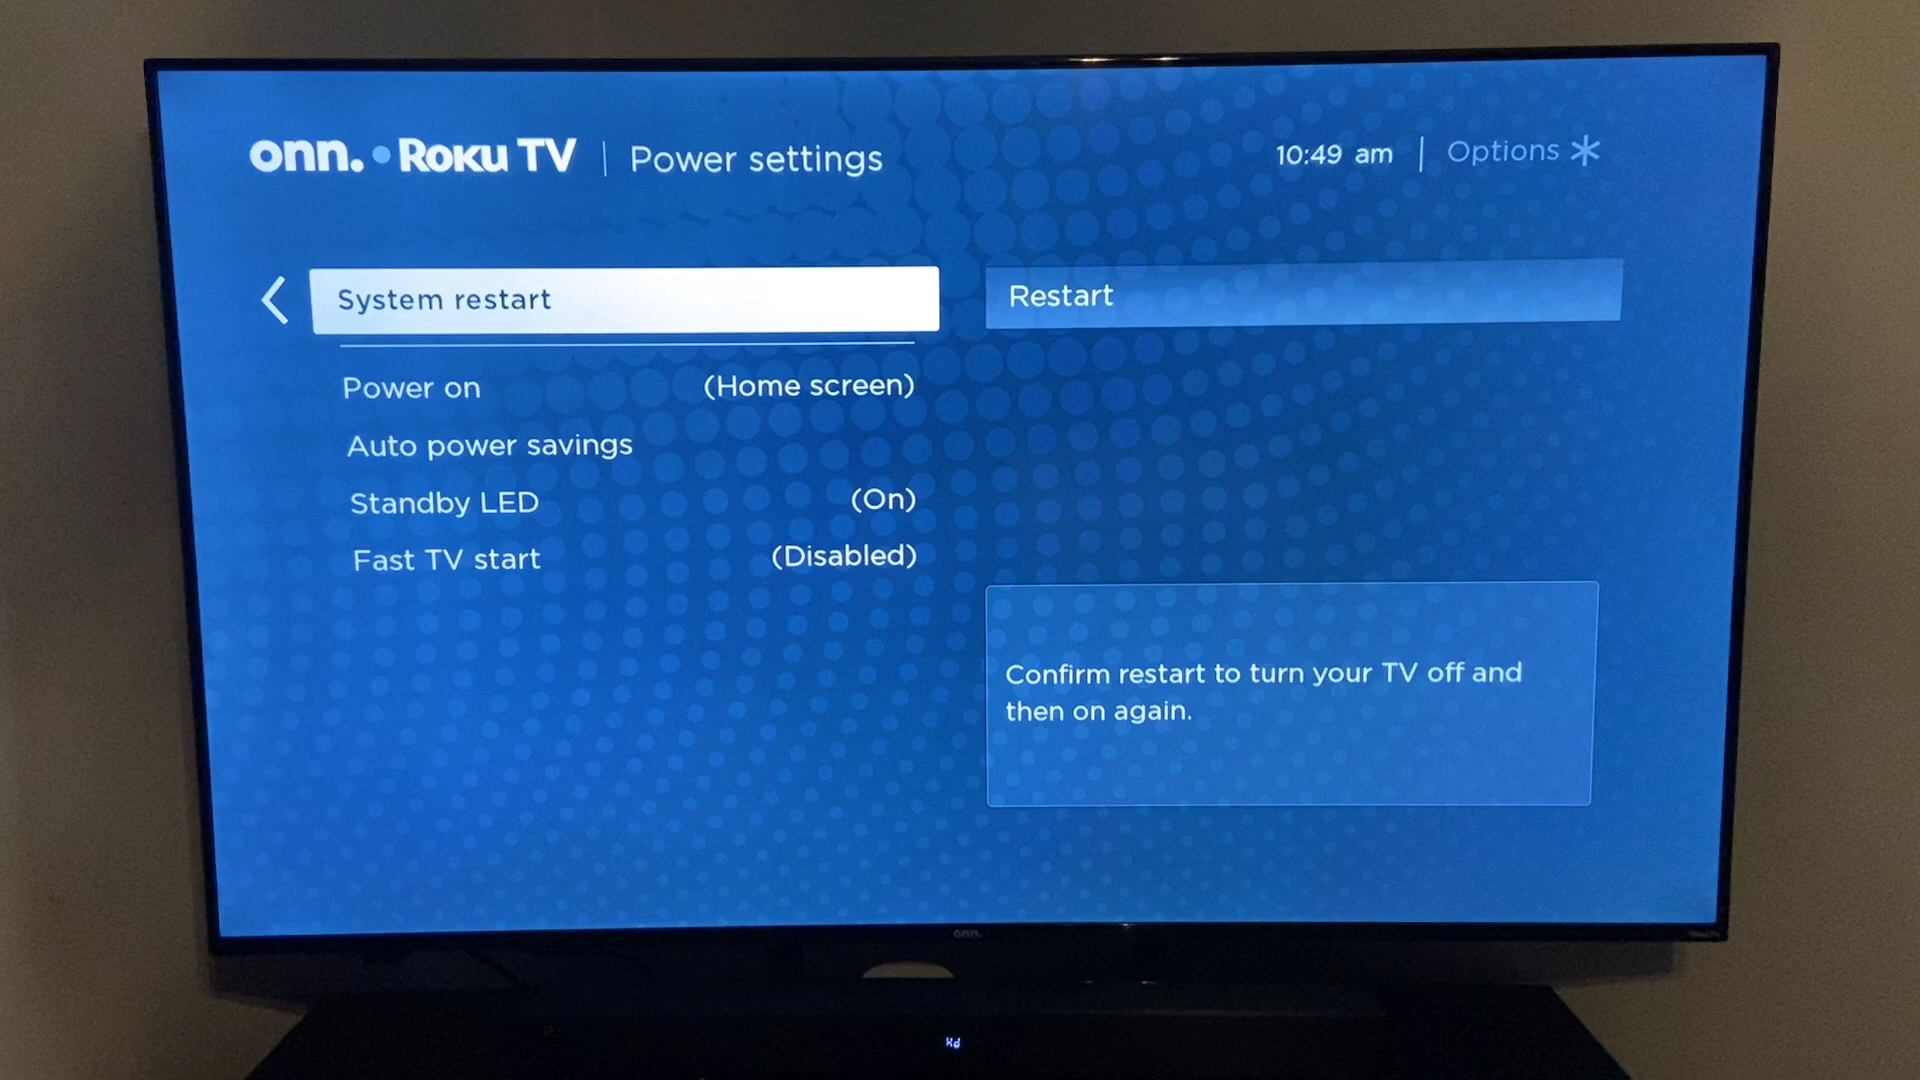 onn. • Roku TV | Power settings
10:49 am | Options
System restart
Restart
Power on (Home screen)
Auto power savings
Standby LED (On)
Fast TV start (Disabled)
Confirm restart to turn your TV off and
then on again.
onn.